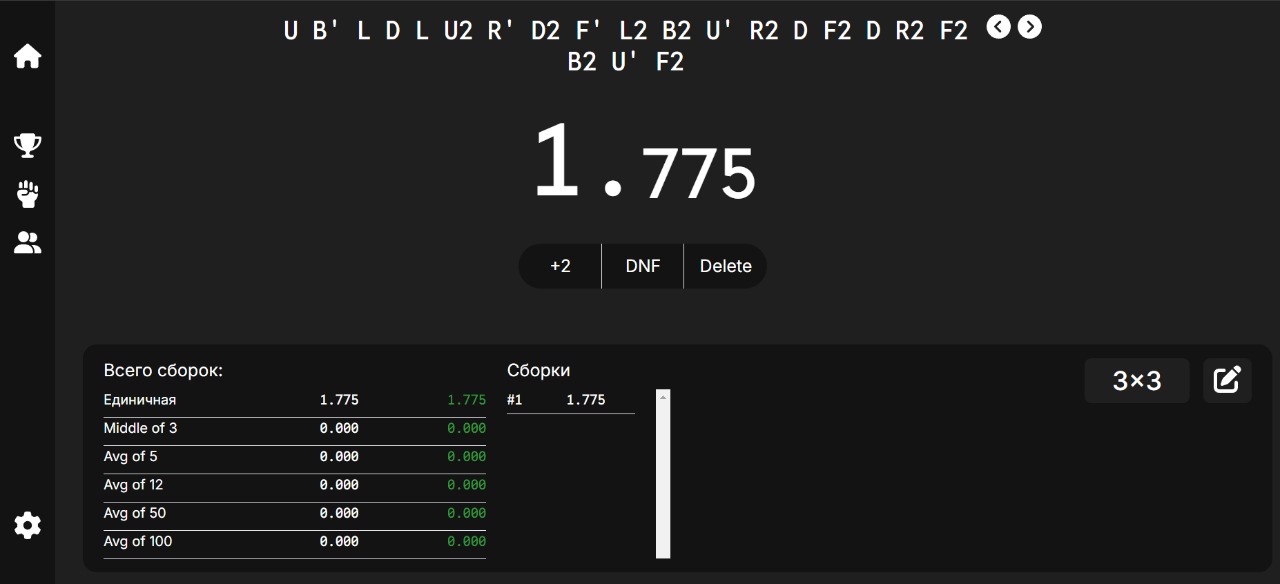 U B' L D L U2 R' D2 F' L2 B2 U' R2 D F2 D R2 F2
B2 U' F2
1.775
+2 DNF Delete
Всего сборок:
Единичная 1.775 1.775
Middle of 3 0.000 0.000
Avg of 5 0.000 0.000
Avg of 12 0.000 0.000
Avg of 50 0.000 0.000
Avg of 100 0.000 0.000
Сборки
#1 1.775
3×3